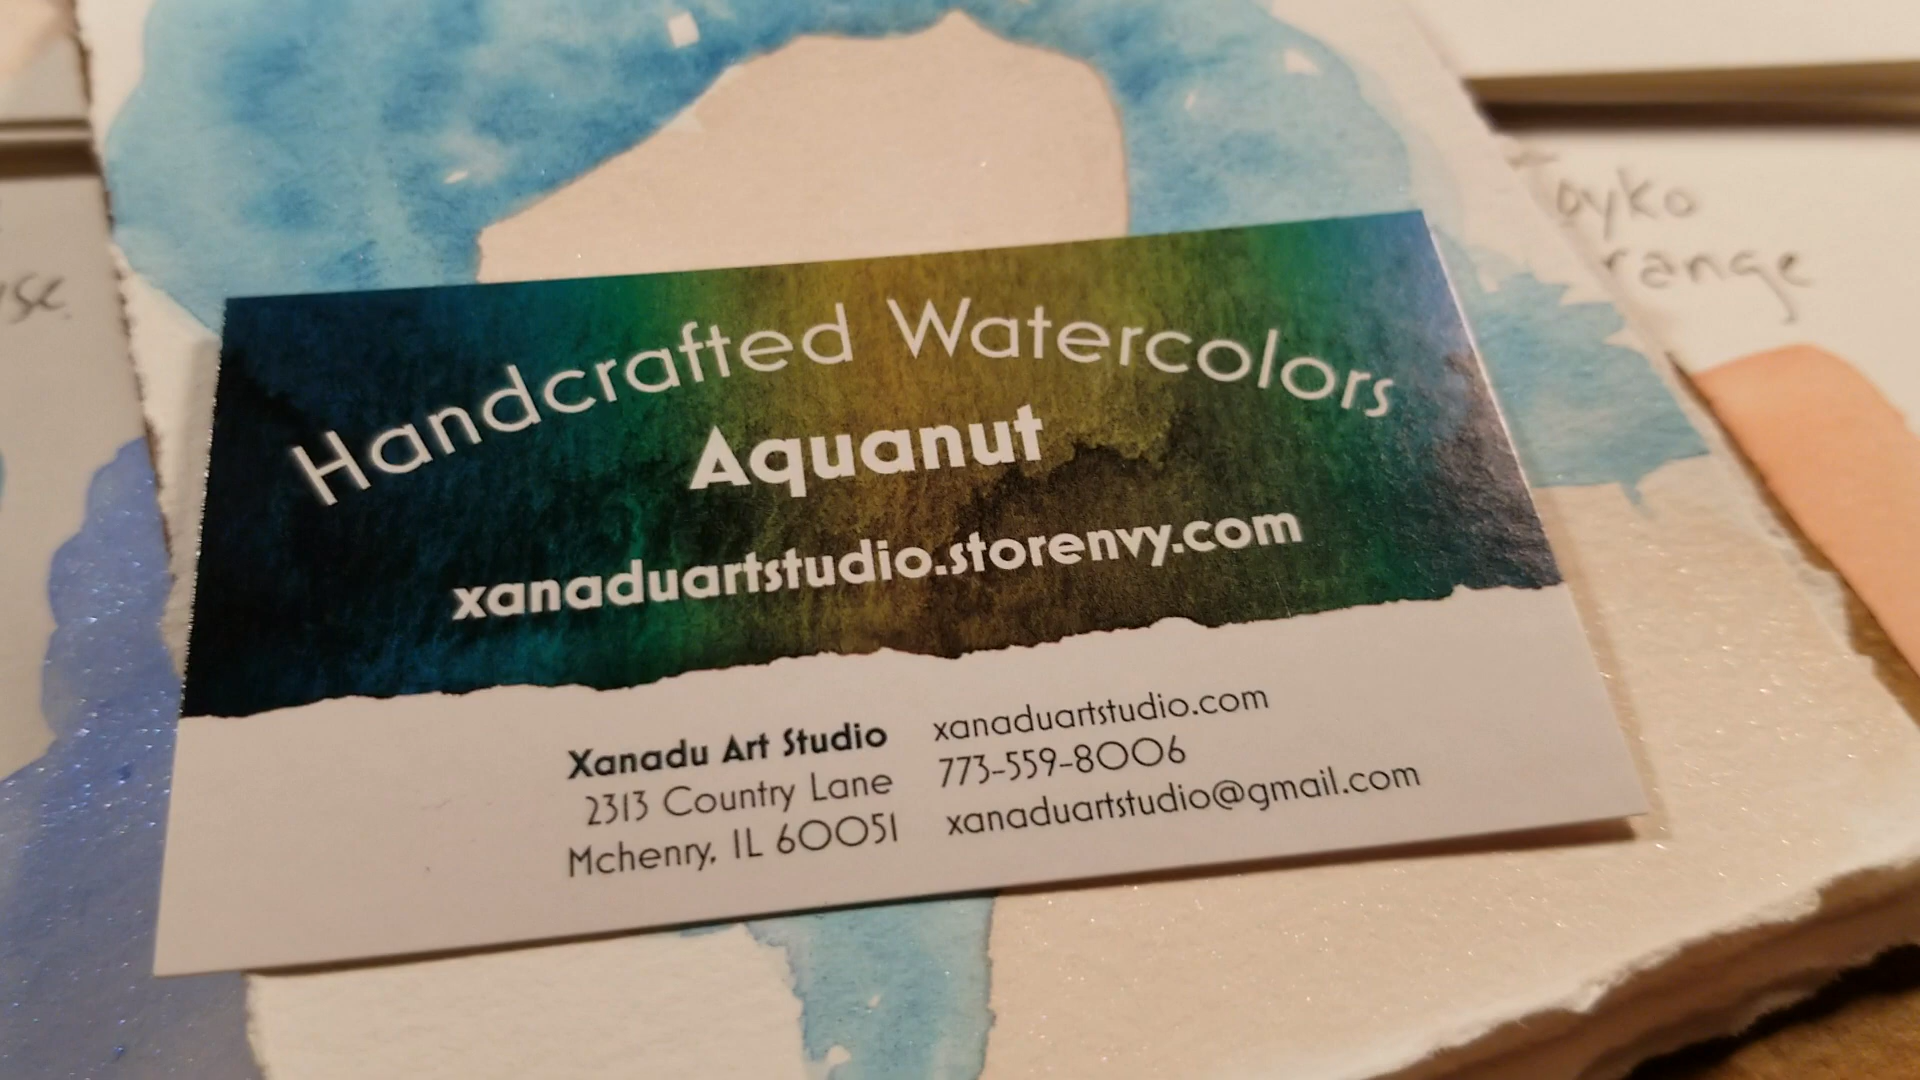 Handcrafted Watercolors
Aquanut
xanaduartstudio.storenvy.com
Xanadu Art Studio
2313 Country Lane
Mchenry, IL 60051
xanaduartstudio.com
773-559-8006
xanaduartstudio@gmail.com